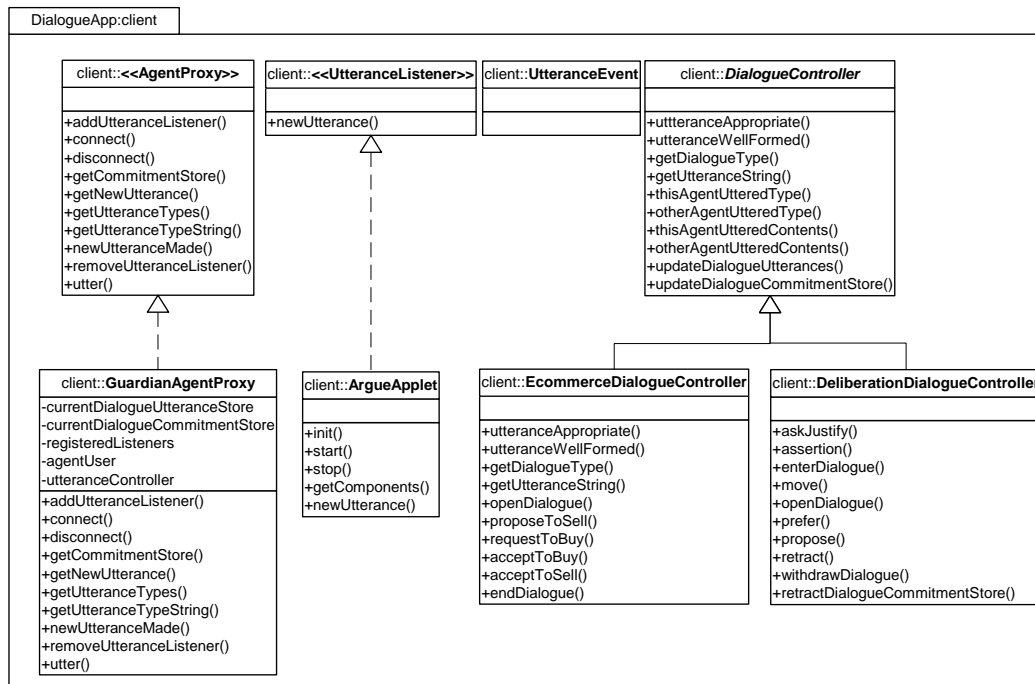 DialogueApp:client
client::<<AgentProxy>>
+addUtteranceListener()
+connect()
+disconnect()
+getCommitmentStore()
+getNewUtterance()
+getUtteranceTypes()
+getUtteranceTypeString()
+newUtteranceMade()
+removeUtteranceListener()
+utter()
client::<<UtteranceListener>>
+newUtterance()
client::UtteranceEvent
client::DialogueController
+uttteranceAppropriate()
+utteranceWellFormed()
+getDialogueType()
+getUtteranceString()
+thisAgentUtteredType()
+otherAgentUtteredType()
+thisAgentUtteredContents()
+otherAgentUtteredContents()
+updateDialogueUtterances()
+updateDialogueCommitmentStore()
client::GuardianAgentProxy
-currentDialogueUtteranceStore
-currentDialogueCommitmentStore
-registeredListeners
-agentUser
-utteranceController
+addUtteranceListener()
+connect()
+disconnect()
+getCommitmentStore()
+getNewUtterance()
+getUtteranceTypes()
+getUtteranceTypeString()
+newUtteranceMade()
+removeUtteranceListener()
+utter()
client::ArgueApplet
+init()
+start()
+stop()
+getComponents()
+newUtterance()
client::EcommerceDialogueController
+utteranceAppropriate()
+utteranceWellFormed()
+getDialogueType()
+getUtteranceString()
+openDialogue()
+proposeToSell()
+requestToBuy()
+acceptToBuy()
+acceptToSell()
+endDialogue()
client::DeliberationDialogueController
+askJustify()
+assertion()
+enterDialogue()
+move()
+openDialogue()
+prefer()
+propose()
+retract()
+withdrawDialogue()
+retractDialogueCommitmentStore()